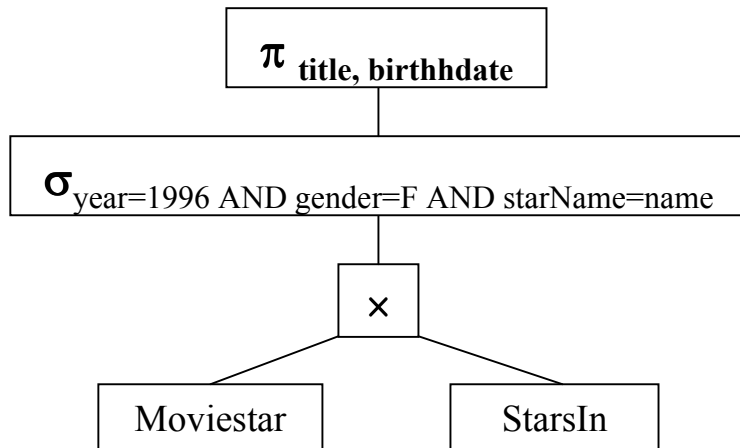 π title, birthhdate
σyear=1996 AND gender=F AND starName=name
×
Moviestar
StarsIn